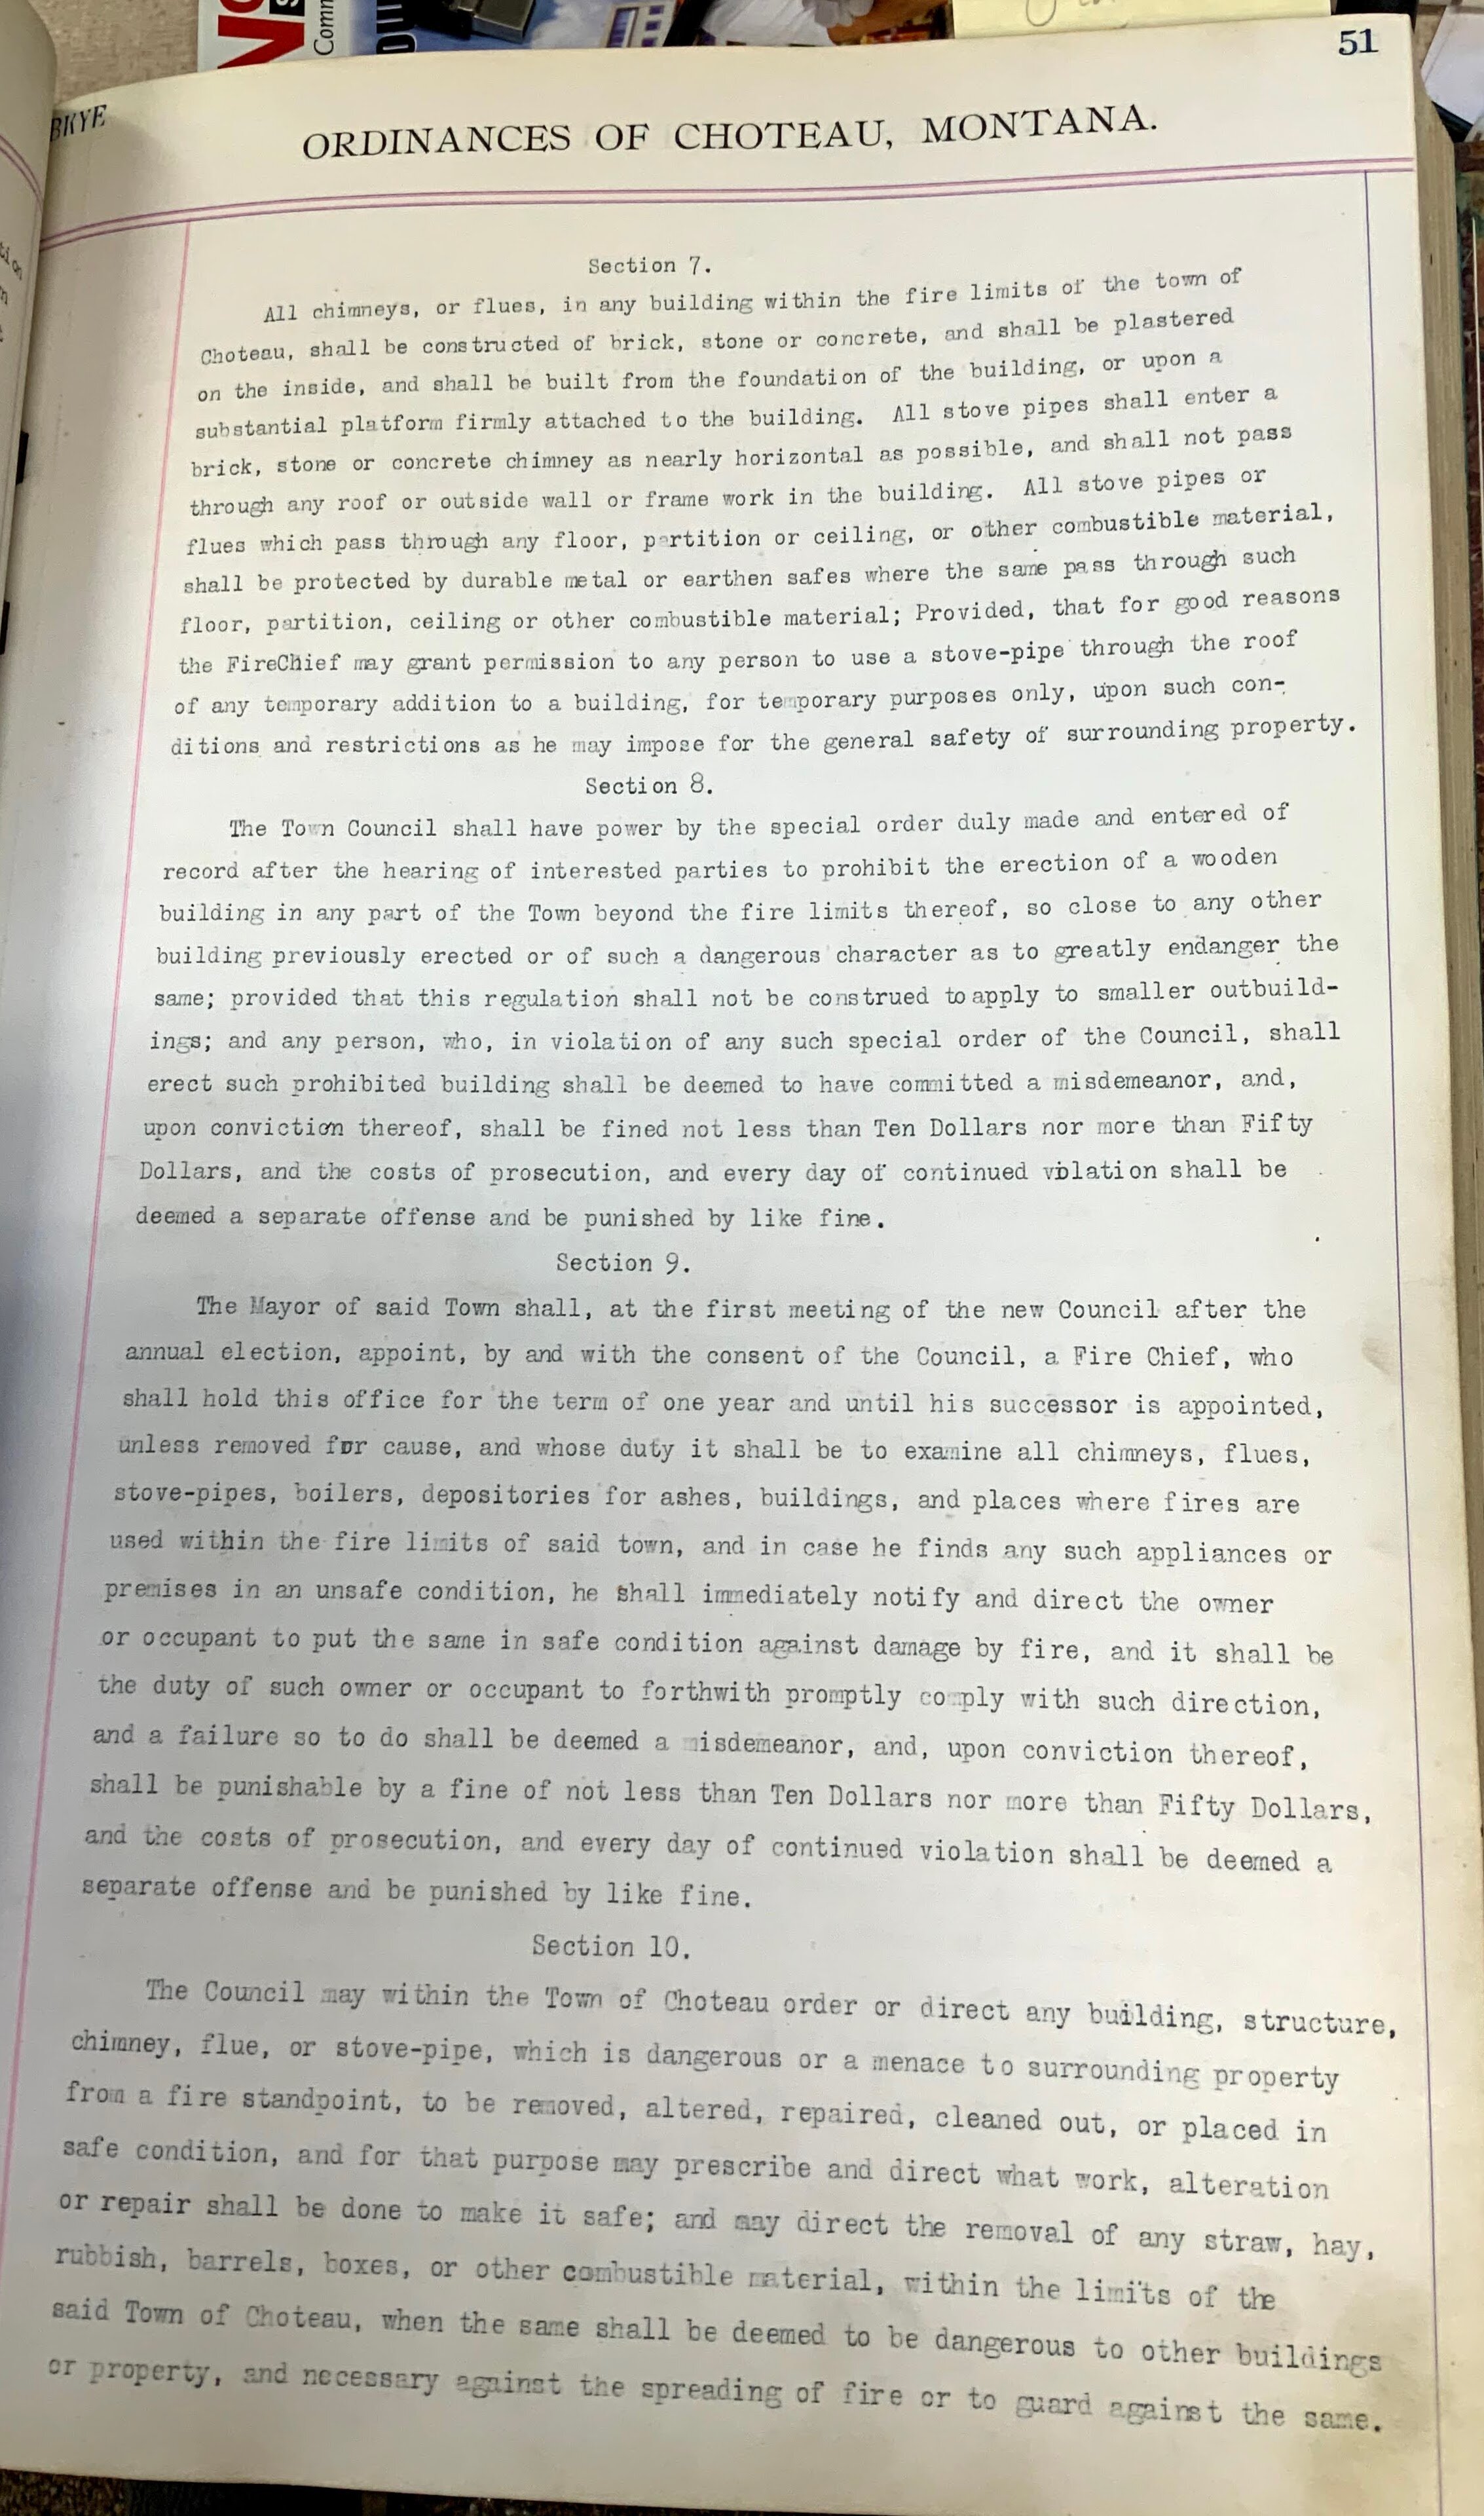 51
ORDINANCES OF CHOTEAU, MONTANA.
Section 7.
All chimneys, or flues, in any building within the fire limits of the town of
Choteau, shall be constructed of brick, stone or concrete, and shall be plastered
on the inside, and shall be built from the foundation of the building, or upon a
substantial platform firmly attached to the building. All stove pipes shall enter a
brick, stone or concrete chimney as nearly horizontal as possible, and shall not pass
through any roof or outside wall or frame work in the building. All stove pipes or
flues which pass through any floor, partition or ceiling, or other combustible material,
shall be protected by durable metal or earthen safes where the same pass through such
floor, partition, ceiling or other combustible material; Provided, that for good reasons
the FireChief may grant permission to any person to use a stove-pipe through the roof
of any temporary addition to a building, for temporary purposes only, upon such con-
ditions and restrictions as he may impose for the general safety of surrounding property.
Section 8.
The Town Council shall have power by the special order duly made and entered of
record after the hearing of interested parties to prohibit the erection of a wooden
building in any part of the Town beyond the fire limits thereof, so close to any other
building previously erected or of such a dangerous character as to greatly endanger the
same; provided that this regulation shall not be construed to apply to smaller outbuild-
ings; and any person, who, in violation of any such special order of the Council, shall
erect such prohibited building shall be deemed to have committed a misdemeanor, and,
upon conviction thereof, shall be fined not less than Ten Dollars nor more than Fifty
Dollars, and the costs of prosecution, and every day of continued violation shall be
deemed a separate offense and be punished by like fine.
Section 9.
The Mayor of said Town shall, at the first meeting of the new Council after the
annual election, appoint, by and with the consent of the Council, a Fire Chief, who
shall hold this office for the term of one year and until his successor is appointed,
unless removed for cause, and whose duty it shall be to examine all chimneys, flues,
stove-pipes, boilers, depositories for ashes, buildings, and places where fires are
used within the fire limits of said town, and in case he finds any such appliances or
premises in an unsafe condition, he shall immediately notify and direct the owner
or occupant to put the same in safe condition against damage by fire, and it shall be
the duty of such owner or occupant to forthwith promptly comply with such direction,
and a failure so to do shall be deemed a misdemeanor, and, upon conviction thereof,
shall be punishable by a fine of not less than Ten Dollars nor more than Fifty Dollars,
and the costs of prosecution, and every day of continued violation shall be deemed a
separate offense and be punished by like fine.
Section 10.
The Council may within the Town of Choteau order or direct any building, structure,
chimney, flue, or stove-pipe, which is dangerous or a menace to surrounding property
from a fire standpoint, to be removed, altered, repaired, cleaned out, or placed in
safe condition, and for that purpose may prescribe and direct what work, alteration
or repair shall be done to make it safe; and may direct the removal of any straw, hay,
rubbish, barrels, boxes, or other combustible material, within the limits of the
said Town of Choteau, when the same shall be deemed to be dangerous to other buildings
or property, and necessary against the spreading of fire or to guard against the same.